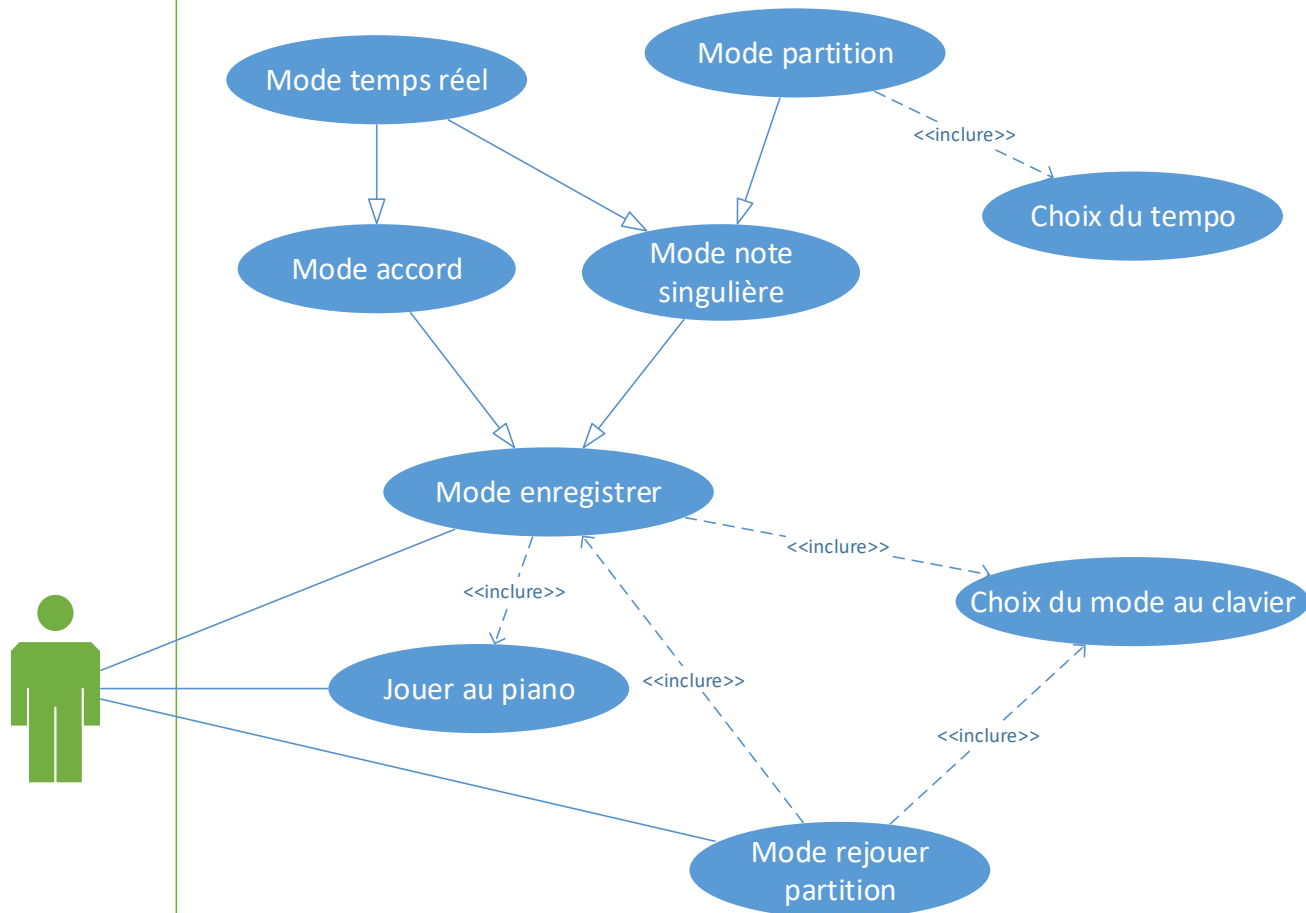 Mode partition
Mode temps réel
<<inclure>>
Choix du tempo
Mode note
singulière
Mode accord
Mode enregistrer
<<inclure>>
<<inclure>>
Choix du mode au clavier
Jouer au piano
<<inclure>>
<<inclure>>
Mode rejouer
partition